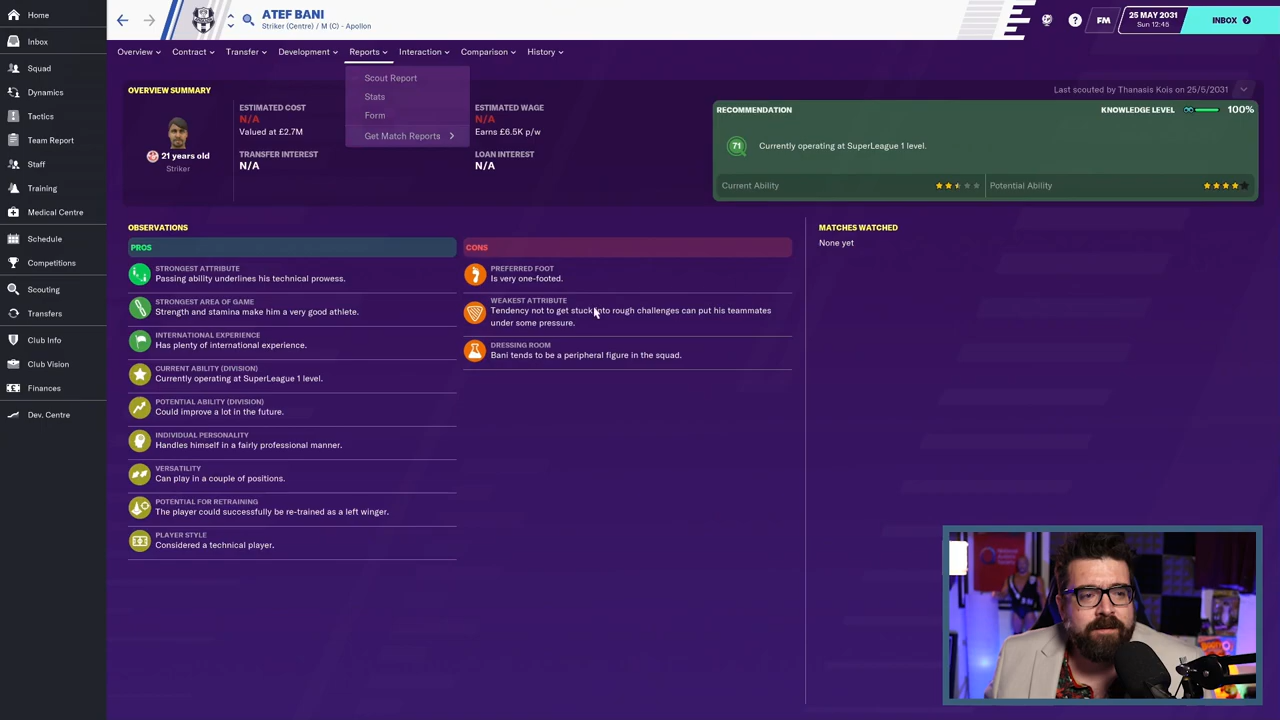 Home
Inbox
Squad
Dynamics
Tactics
Team Report
Staff
Training
Medical Centre
Schedule
Competitions
Scouting
Transfers
Club Info
Club Vision
Finances
Dev. Centre
ATEF BANI
Striker (Centre) / M (C) - Apollon
FM
25 MAY 2031
Sun 12:45
INBOX
Overview
Contract
Transfer
Development
Reports
Interaction
Comparison
History
Scout Report
Stats
Form
Get Match Reports
OVERVIEW SUMMARY
Last scouted by Thanasis Kois on 25/5/2031
21 years old
Striker
ESTIMATED COST
N/A
Valued at £2.7M
TRANSFER INTEREST
N/A
ESTIMATED WAGE
N/A
Earns £6.5K p/w
LOAN INTEREST
N/A
RECOMMENDATION
KNOWLEDGE LEVEL
100%
71
Currently operating at SuperLeague 1 level.
Current Ability
Potential Ability
OBSERVATIONS
PROS
STRONGEST ATTRIBUTE
Passing ability underlines his technical prowess.
STRONGEST AREA OF GAME
Strength and stamina make him a very good athlete.
INTERNATIONAL EXPERIENCE
Has plenty of international experience.
CURRENT ABILITY (DIVISION)
Currently operating at SuperLeague 1 level.
POTENTIAL ABILITY (DIVISION)
Could improve a lot in the future.
INDIVIDUAL PERSONALITY
Handles himself in a fairly professional manner.
VERSATILITY
Can play in a couple of positions.
POTENTIAL FOR RETRAINING
The player could successfully be re-trained as a left winger.
PLAYER STYLE
Considered a technical player.
CONS
PREFERRED FOOT
Is very one-footed.
WEAKEST ATTRIBUTE
Tendency not to get stuck into rough challenges can put his teammates
under some pressure.
DRESSING ROOM
Bani tends to be a peripheral figure in the squad.
MATCHES WATCHED
None yet